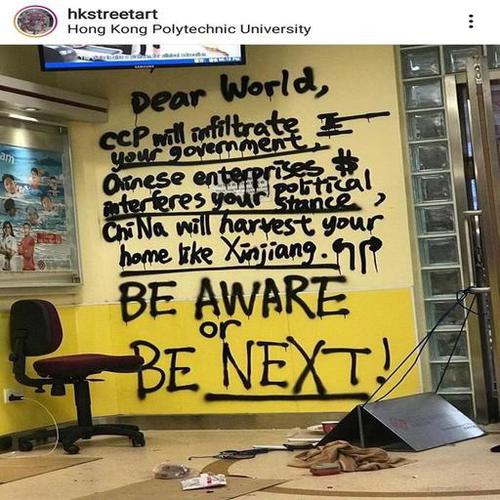 hkstreetart
Hong Kong Polytechnic University
SAMSUNG
Dear World,
CCP will infiltrate
your government,
Chinese enterprises $
interferes your political
stance,
China will harvest your
home like Xinjiang.
BE AWARE
or
BE NEXT!